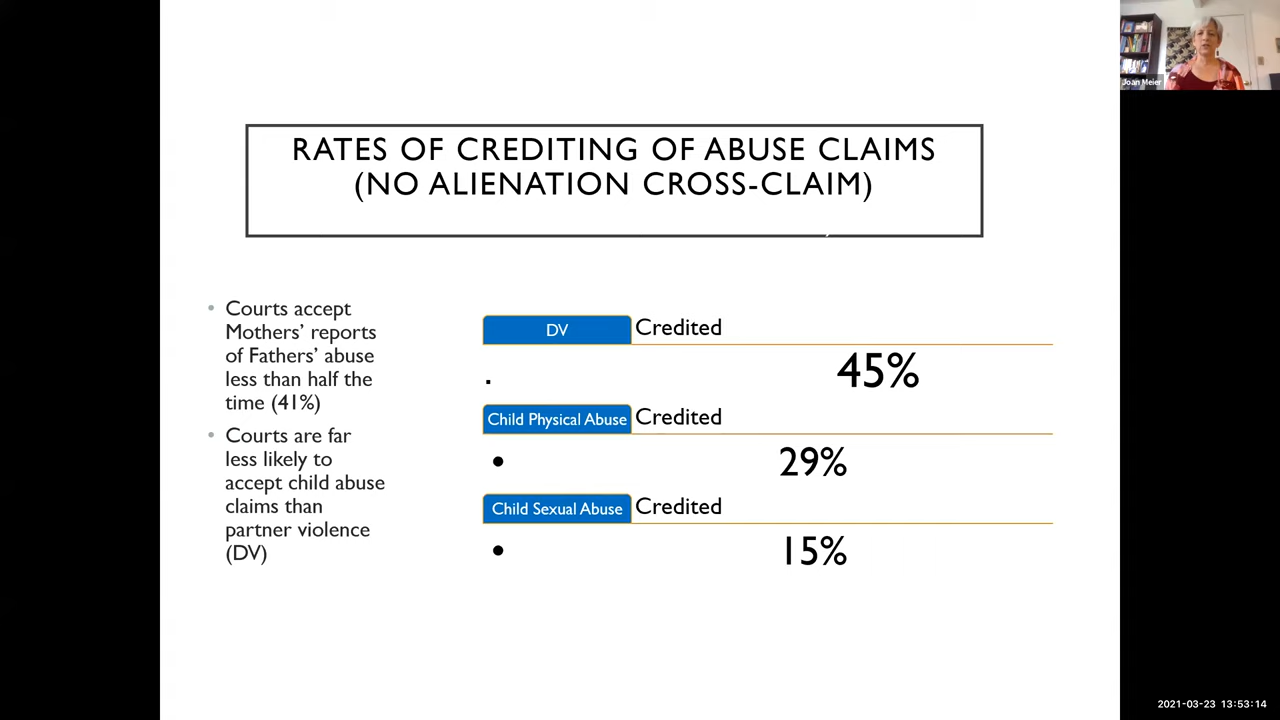 RATES OF CREDITING OF ABUSE CLAIMS
(NO ALIENATION CROSS-CLAIM)
• Courts accept
Mothers’ reports
of Fathers’ abuse
less than half the
time (41%)
• Courts are far
less likely to
accept child abuse
claims than
partner violence
(DV)
DV Credited
45%
Child Physical Abuse Credited
• 29%
Child Sexual Abuse Credited
• 15%
Joan Meier
2021-03-23 13:53:14